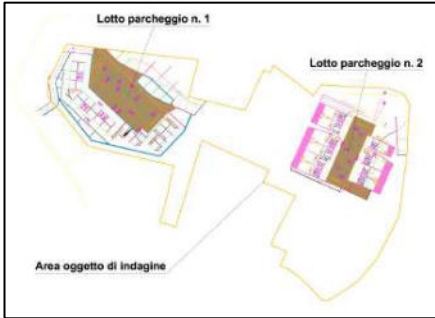 Lotto parcheggio n. 1
Lotto parcheggio n. 2
Area oggetto di indagine